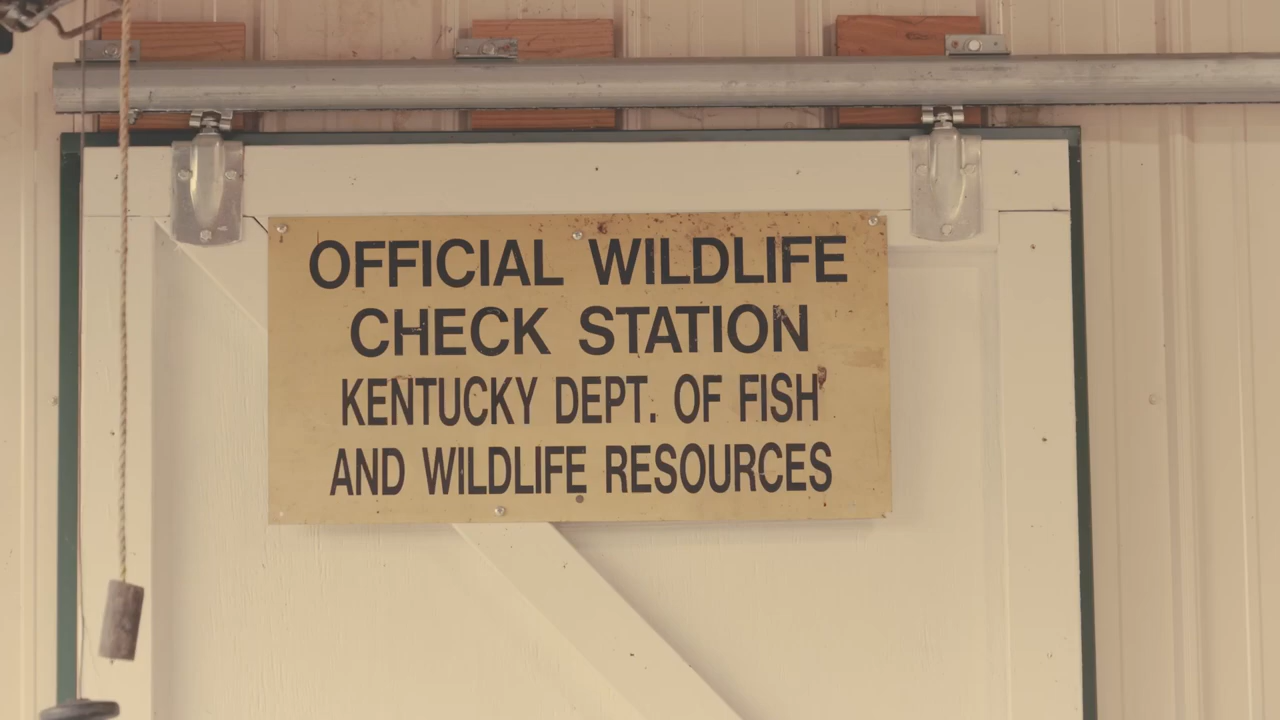 OFFICIAL WILDLIFE
CHECK STATION
KENTUCKY DEPT. OF FISH
AND WILDLIFE RESOURCES